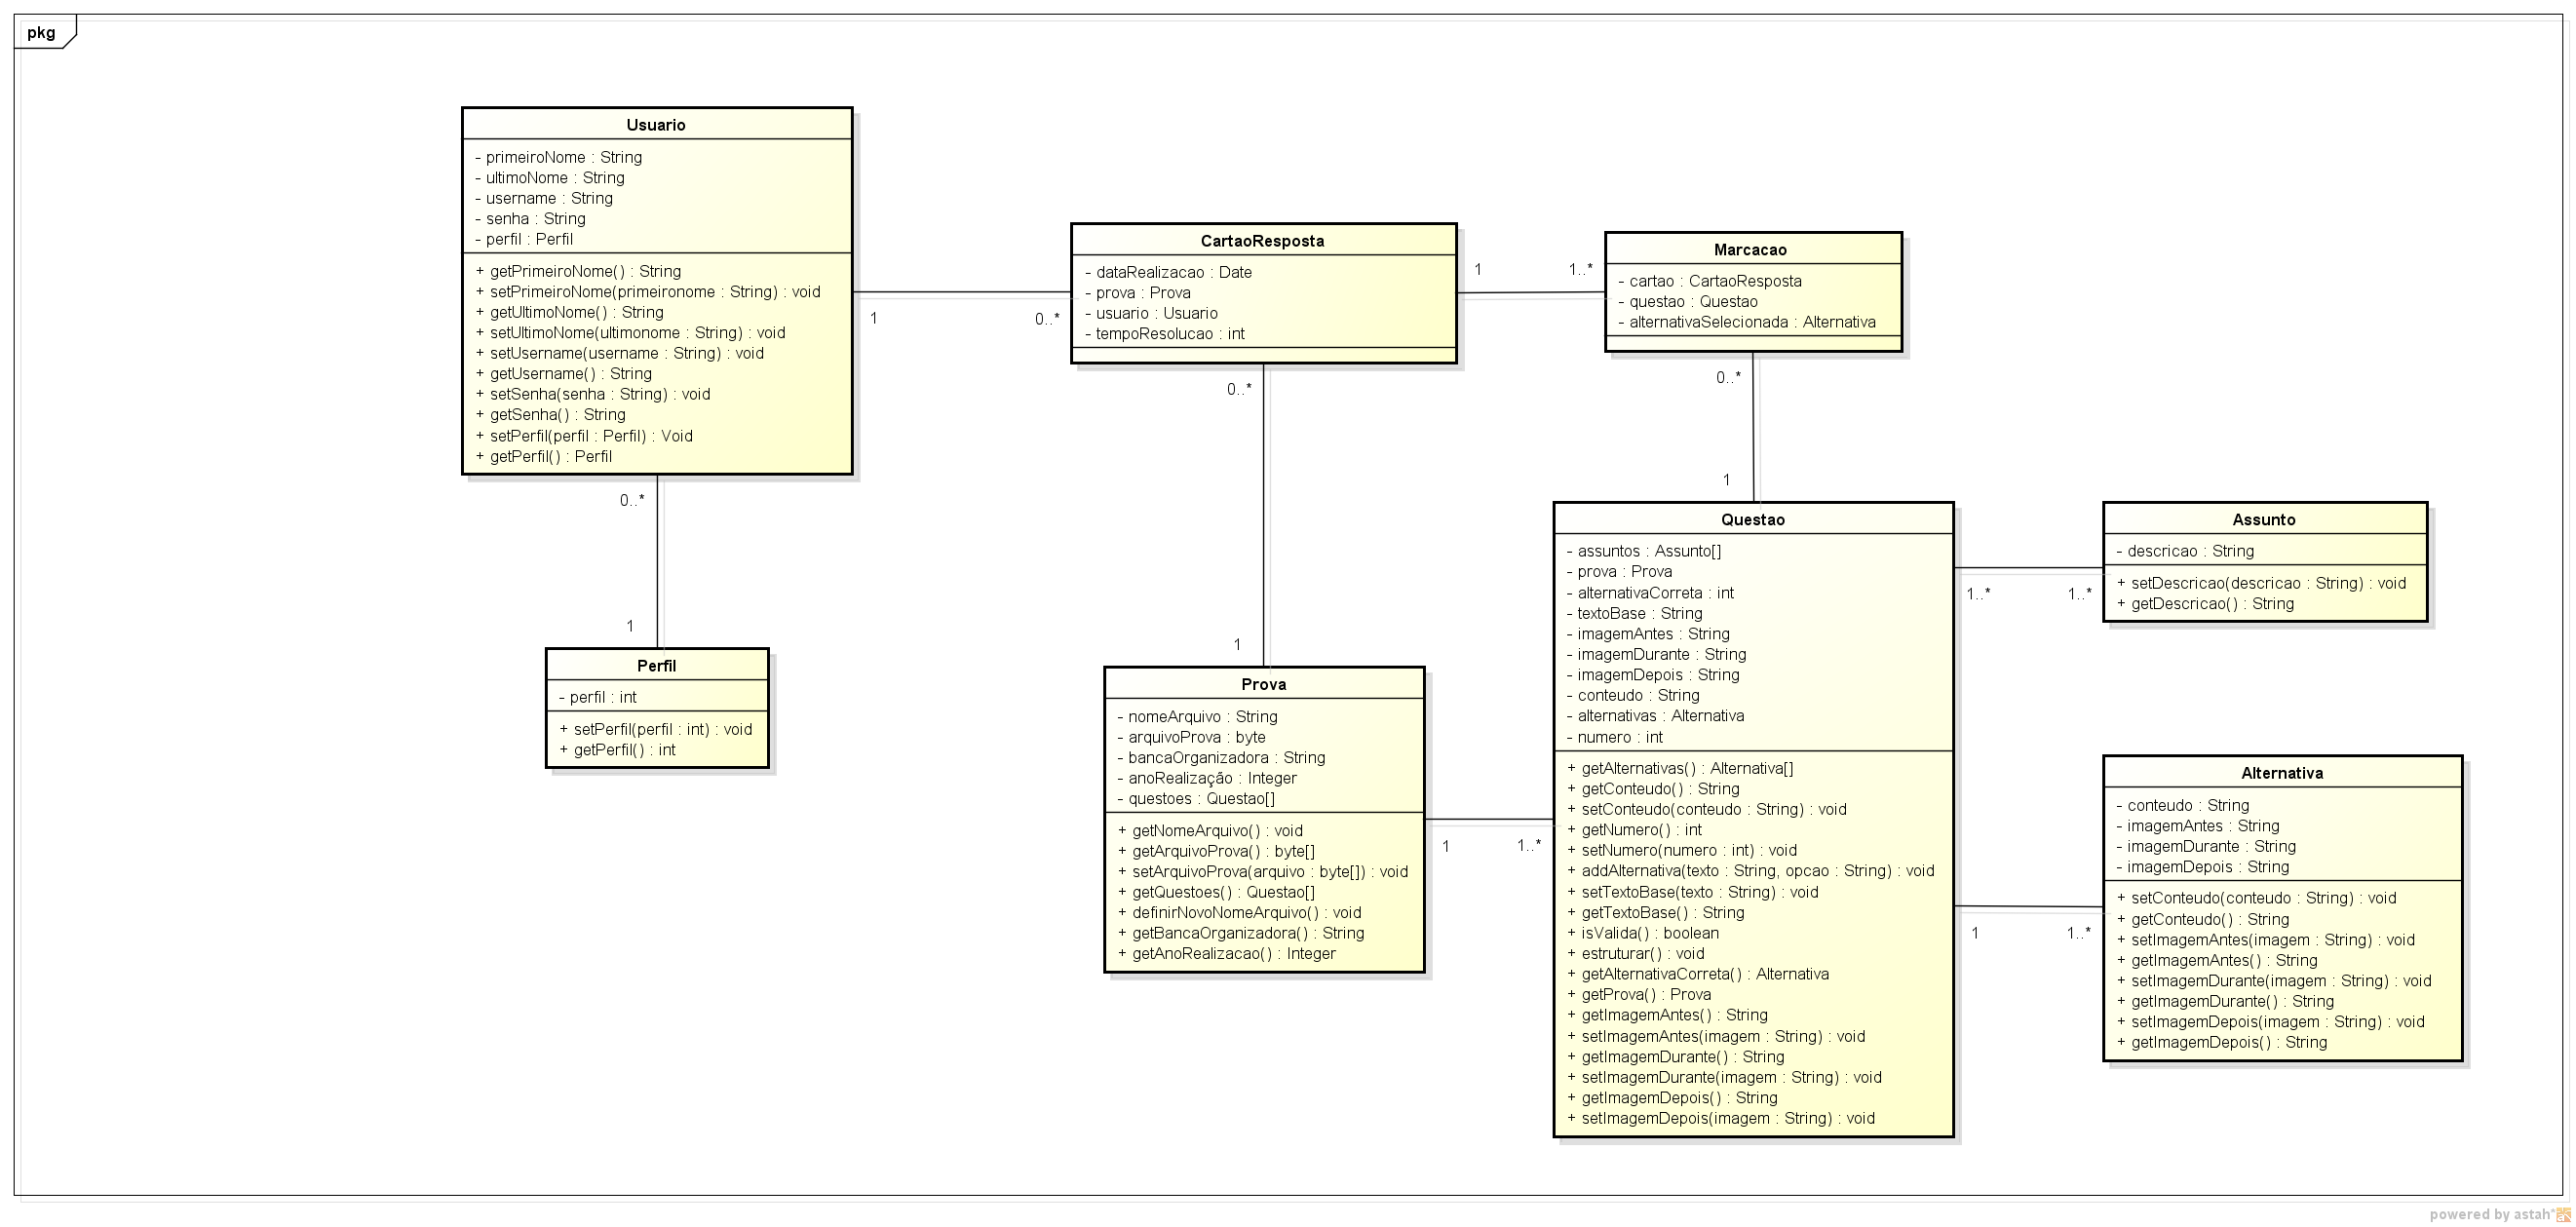 pkg
Usuario
- primeiroNome : String
- ultimoNome : String
- username : String
- senha : String
- perfil : Perfil
+ getPrimeiroNome() : String
+ setPrimeiroNome(primeironome : String) : void
+ getUltimoNome() : String
+ setUltimoNome(ultimonome : String) : void
+ setUsername(username : String) : void
+ getUsername() : String
+ setSenha(senha : String) : void
+ getSenha() : String
+ setPerfil(perfil : Perfil) : Void
+ getPerfil() : Perfil
1
0..*
0..*
1
Perfil
- perfil : int
+ setPerfil(perfil : int) : void
+ getPerfil() : int
CartaoResposta
- dataRealizacao : Date
- prova : Prova
- usuario : Usuario
- tempoResolucao : int
1
1..*
0..*
1
Marcacao
- cartao : CartaoResposta
- questao : Questao
- alternativaSelecionada : Alternativa
0..*
1
Prova
- nomeArquivo : String
- arquivoProva : byte
- bancaOrganizadora : String
- anoRealização : Integer
- questoes : Questao[]
+ getNomeArquivo() : void
+ getArquivoProva() : byte[]
+ setArquivoProva(arquivo : byte[]) : void
+ getQuestoes() : Questao[]
+ definirNovoNomeArquivo() : void
+ getBancaOrganizadora() : String
+ getAnoRealizacao() : Integer
1
1..*
Questao
- assuntos : Assunto[]
- prova : Prova
- alternativaCorreta : int
- textoBase : String
- imagemAntes : String
- imagemDurante : String
- imagemDepois : String
- conteudo : String
- alternativas : Alternativa
- numero : int
+ getAlternativas() : Alternativa[]
+ getConteudo() : String
+ setConteudo(conteudo : String) : void
+ getNumero() : int
+ setNumero(numero : int) : void
+ addAlternativa(texto : String, opcao : String) : void
+ setTextoBase(texto : String) : void
+ getTextoBase() : String
+ isValida() : boolean
+ estruturar() : void
+ getAlternativaCorreta() : Alternativa
+ getProva() : Prova
+ getImagemAntes() : String
+ setImagemAntes(imagem : String) : void
+ getImagemDurante() : String
+ setImagemDurante(imagem : String) : void
+ getImagemDepois() : String
+ setImagemDepois(imagem : String) : void
1..*
1..*
Assunto
- descricao : String
+ setDescricao(descricao : String) : void
+ getDescricao() : String
1
1..*
Alternativa
- conteudo : String
- imagemAntes : String
- imagemDurante : String
- imagemDepois : String
+ setConteudo(conteudo : String) : void
+ getConteudo() : String
+ setImagemAntes(imagem : String) : void
+ getImagemAntes() : String
+ setImagemDurante(imagem : String) : void
+ getImagemDurante() : String
+ setImagemDepois(imagem : String) : void
+ getImagemDepois() : String
powered by astah*